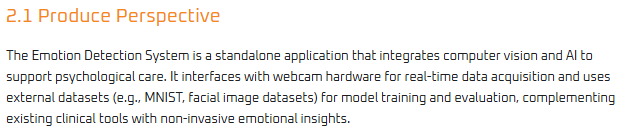 2.1 Produce Perspective
The Emotion Detection System is a standalone application that integrates computer vision and AI to
support psychological care. It interfaces with webcam hardware for real-time data acquisition and uses
external datasets (e.g., MNIST, facial image datasets) for model training and evaluation, complementing
existing clinical tools with non-invasive emotional insights.